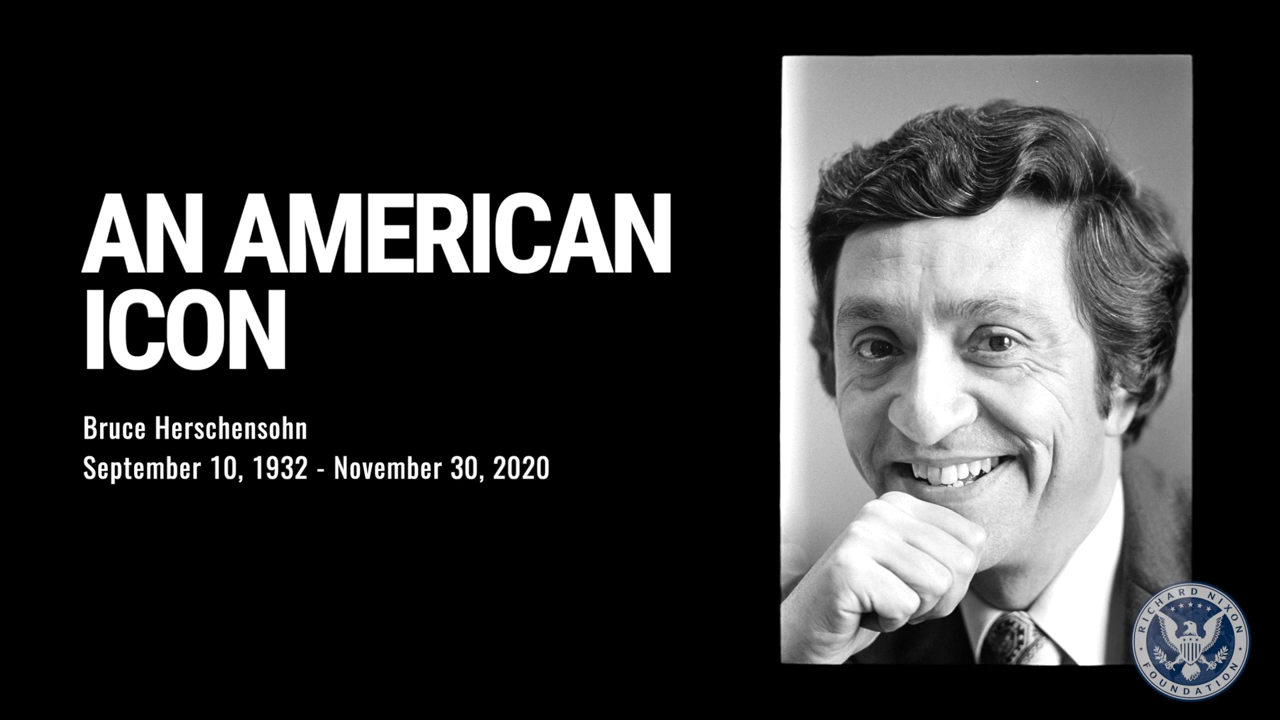 AN AMERICAN
ICON
Bruce Herschensohn
September 10, 1932 - November 30, 2020
RICHARD NIXON
FOUNDATION